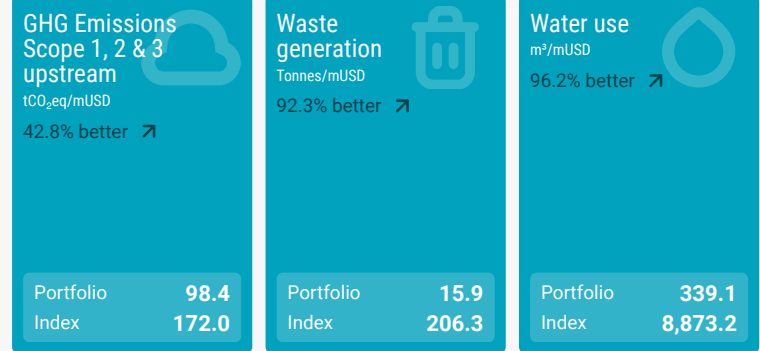 GHG Emissions
Scope 1, 2 & 3
upstream
tCO₂eq/mUSD
42.8% better
Portfolio 98.4
Index 172.0
Waste
generation
Tonnes/mUSD
92.3% better
Portfolio 15.9
Index 206.3
Water use
m³/mUSD
96.2% better
Portfolio 339.1
Index 8,873.2